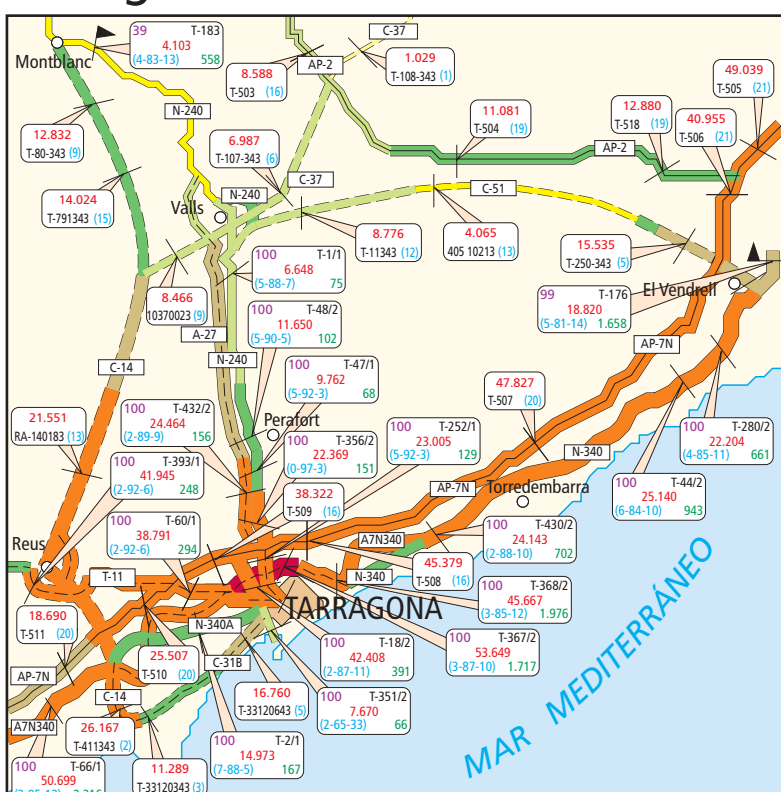 39 T-183
4.103
(4-83-13) 558
C-37
Montblanc
AP-2
1.029
T-108-343 (1)
8.588
T-503 (16)
49.039
T-505 (21)
N-240
11.081
T-504 (19)
12.880
T-518 (19)
40.955
T-506 (21)
12.832
T-80-343 (9)
6.987
T-107-343 (6)
AP-2
C-37
N-240
C-51
14.024
T-791343 (15)
Valls
8.776
T-11343 (12)
4.065
405 10213 (13)
15.535
T-250-343 (5)
100 T-1/1
6.648
(5-88-7) 75
El Vendrell
99 T-176
18.820
(5-81-14) 1.658
8.466
10370023 (9)
100 T-48/2
11.650
(5-90-5) 102
A-27
N-240
C-14
AP-7N
100 T-47/1
9.762
(5-92-3) 68
47.827
T-507 (20)
21.551
RA-140183 (13)
100 T-432/2
24.464
(2-89-9) 156
Perafort
100 T-252/1
23.005
(5-92-3) 129
100 T-280/2
22.204
(4-85-11) 661
100 T-356/2
22.369
(0-97-3) 151
N-340
100 T-393/1
41.945
(2-92-6) 248
100 T-44/2
25.140
(6-84-10) 943
AP-7N
Torredembarra
38.322
T-509 (16)
100 T-60/1
38.791
(2-92-6) 294
100 T-430/2
24.143
(2-88-10) 702
Reus
A7N340
45.379
T-508 (16)
T-11
N-340
100 T-368/2
45.667
(3-85-12) 1.976
TARRAGONA
18.690
T-511 (20)
N-340A
100 T-367/2
53.649
(3-87-10) 1.717
100 T-18/2
42.408
(2-87-11) 391
25.507
T-510 (20)
C-31B
AP-7N
16.760
T-33120643 (5)
100 T-351/2
7.670
(2-65-33) 66
C-14
A7N340
26.167
T-411343 (2)
100 T-2/1
14.973
(7-88-5) 167
100 T-66/1
50.699
11.289
T-33120343 (3)
MAR MEDITERRÁNEO